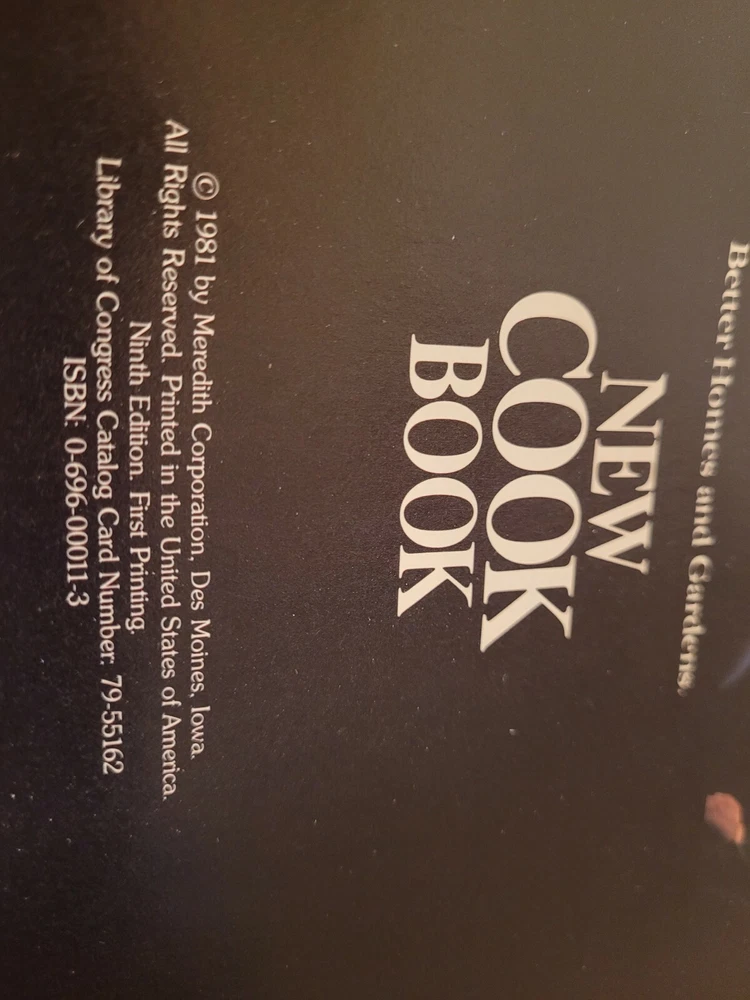 Better Homes and Gardens®
NEW
COOK
BOOK
© 1981 by Meredith Corporation, Des Moines, Iowa.
All Rights Reserved. Printed in the United States of America.
Ninth Edition. First Printing.
Library of Congress Catalog Card Number: 79-55162
ISBN: 0-696-00011-3